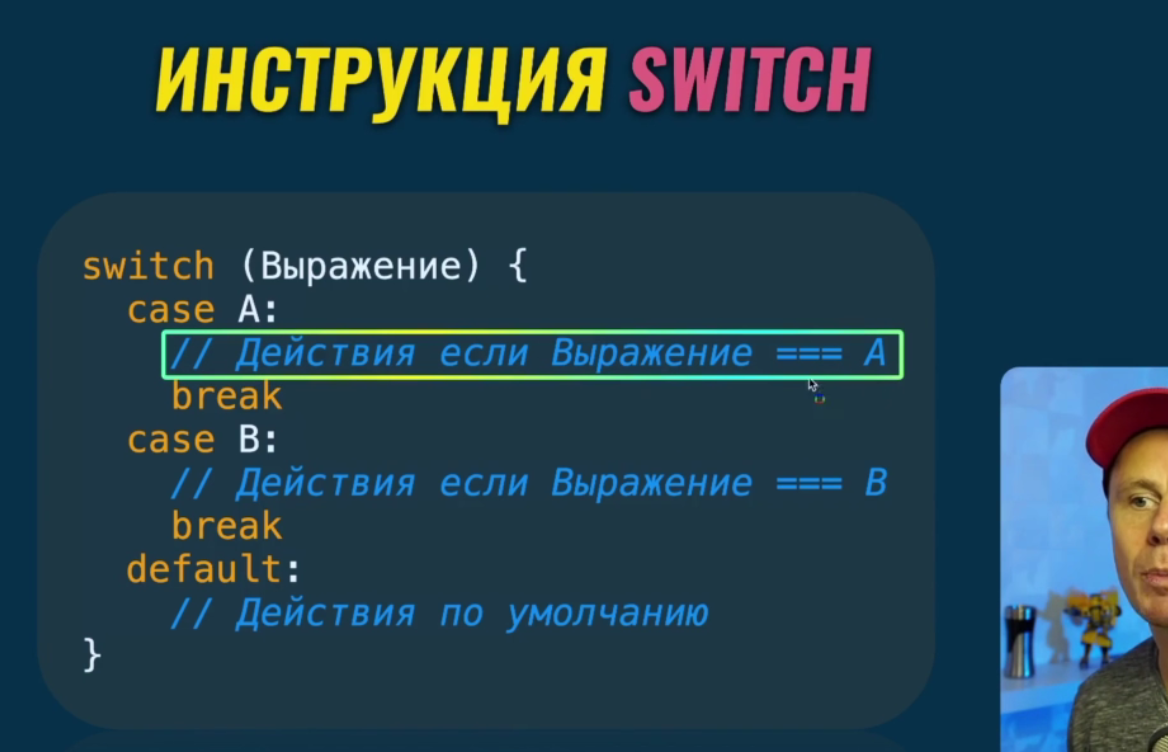 ИНСТРУКЦИЯ SWITCH
switch (Выражение) {
case A:
// Действия если Выражение === A
break
case B:
// Действия если Выражение === B
break
default:
// Действия по умолчанию
}